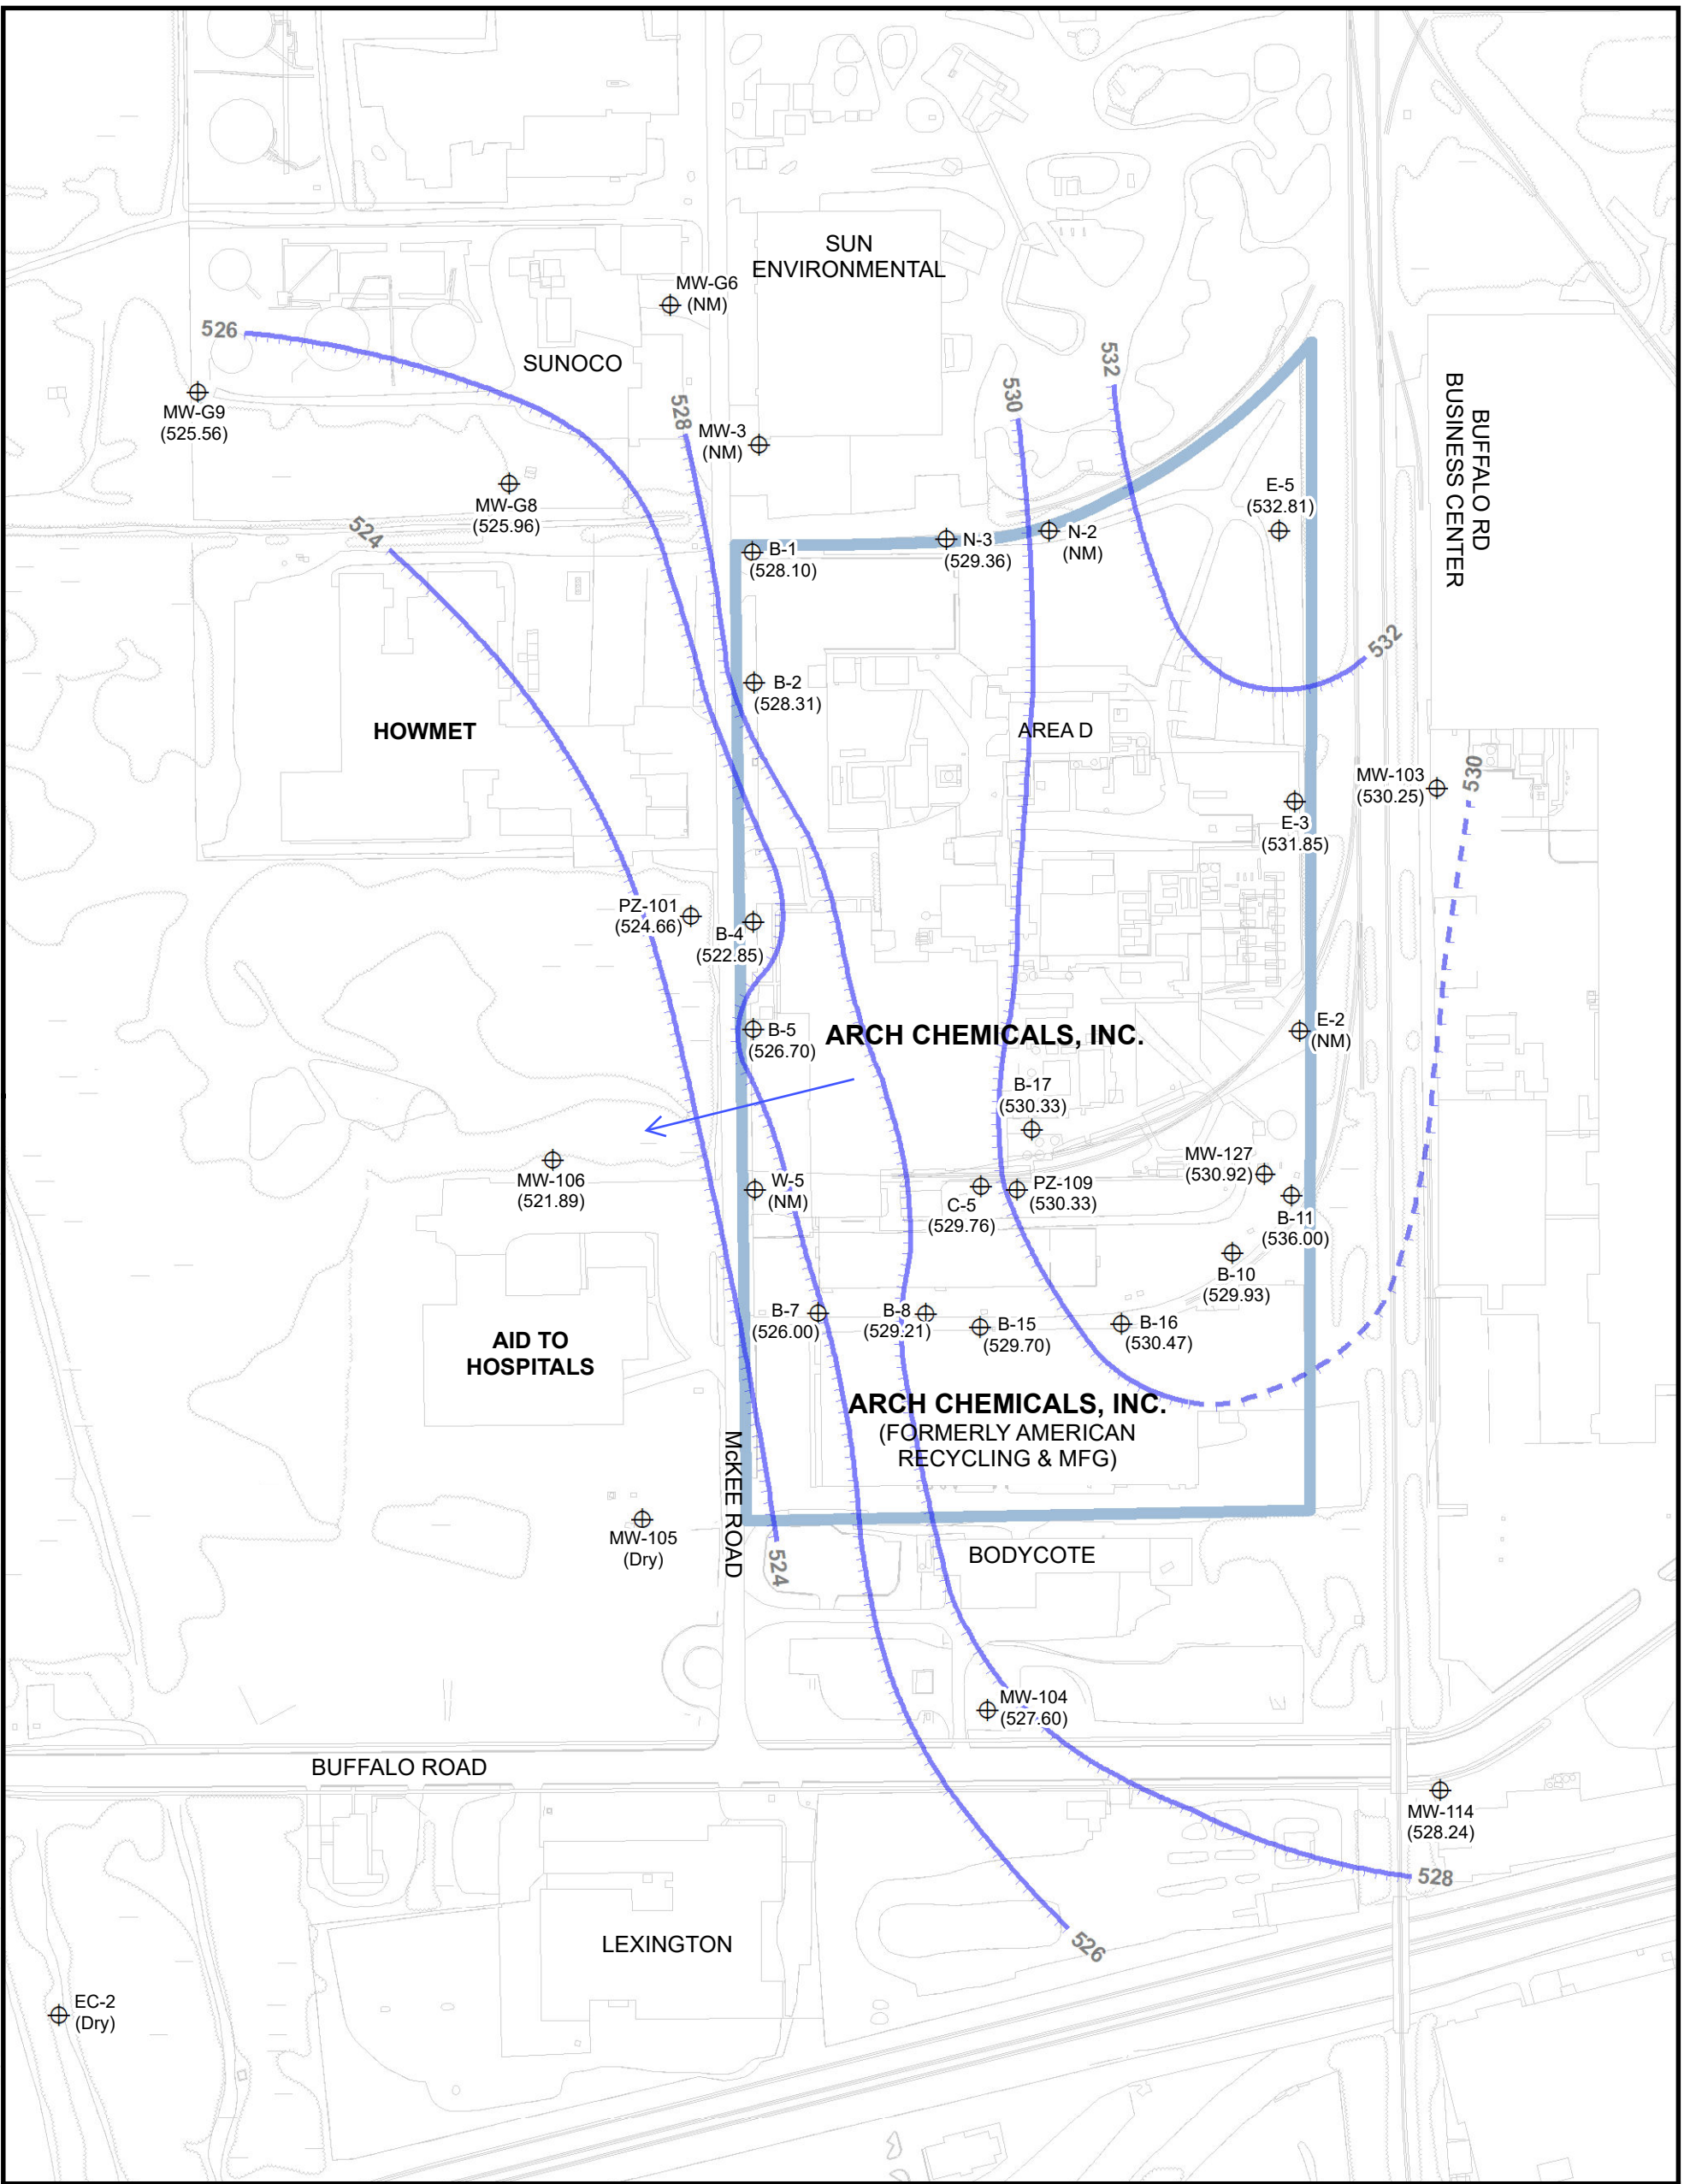 SUN
ENVIRONMENTAL
MW-G6
(NM)
526
SUNOCO
532
530
528
MW-G9
(525.56)
MW-3
(NM)
BUFFALO RD
BUSINESS CENTER
MW-G8
(525.96)
E-5
(532.81)
524
B-1
(528.10)
N-3
(529.36)
N-2
(NM)
532
B-2
(528.31)
HOWMET
AREA D
MW-103
(530.25)
530
E-3
(531.85)
PZ-101
(524.66)
B-4
(522.85)
B-5
(526.70)
ARCH CHEMICALS, INC.
E-2
(NM)
B-17
(530.33)
MW-106
(521.89)
W-5
(NM)
C-5
(529.76)
PZ-109
(530.33)
MW-127
(530.92)
B-11
(536.00)
B-10
(529.93)
B-7
(526.00)
B-8
(529.21)
B-15
(529.70)
B-16
(530.47)
AID TO
HOSPITALS
ARCH CHEMICALS, INC.
(FORMERLY AMERICAN
RECYCLING & MFG)
McKEE ROAD
MW-105
(Dry)
524
BODYCOTE
MW-104
(527.60)
BUFFALO ROAD
MW-114
(528.24)
528
LEXINGTON
526
EC-2
(Dry)